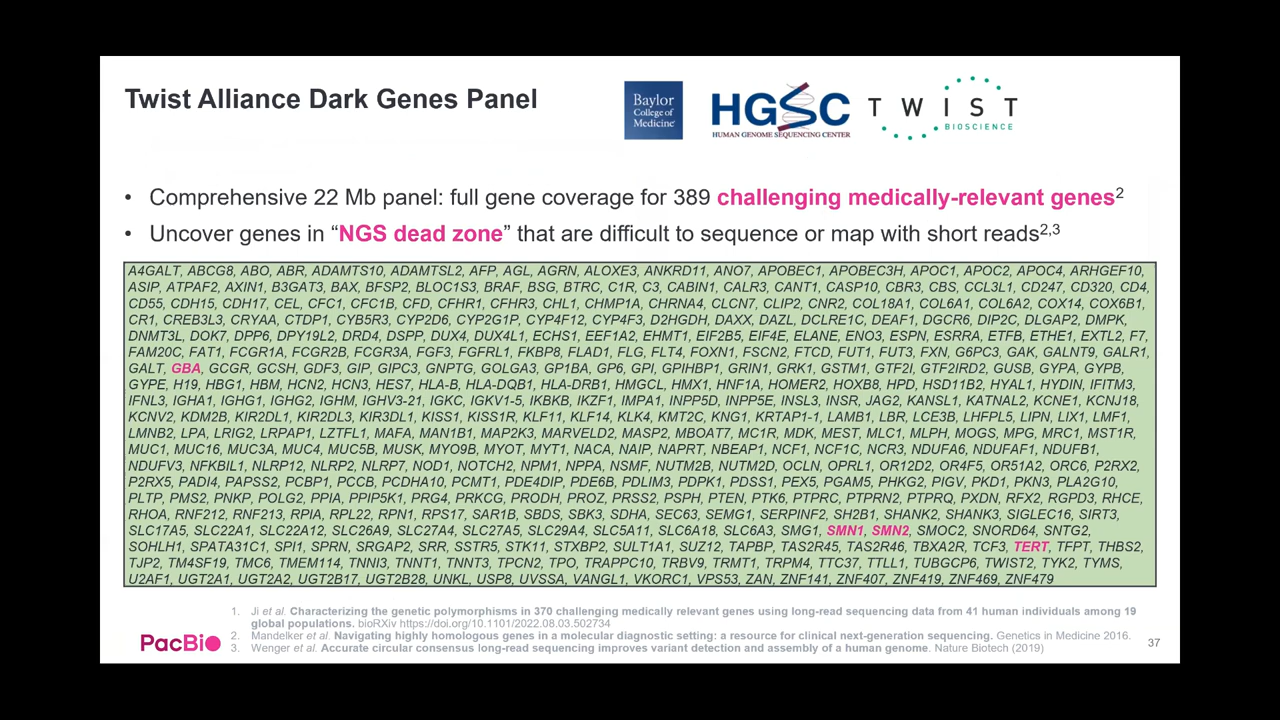 Twist Alliance Dark Genes Panel
Baylor
College of
Medicine
HGSC
HUMAN GENOME SEQUENCING CENTER
TWIST
BIOSCIENCE
• Comprehensive 22 Mb panel: full gene coverage for 389 challenging medically-relevant genes2
• Uncover genes in “NGS dead zone” that are difficult to sequence or map with short reads2,3
A4GALT, ABCG8, ABO, ABR, ADAMTS10, ADAMTSL2, AFP, AGL, AGRN, ALOXE3, ANKRD11, ANO7, APOBEC1, APOBEC3H, APOC1, APOC2, APOC4, ARHGEF10,
ASIP, ATPAF2, AXIN1, B3GAT3, BAX, BFSP2, BLOC1S3, BRAF, BSG, BTRC, C1R, C3, CABIN1, CALR3, CANT1, CASP10, CBR3, CBS, CCL3L1, CD247, CD320, CD4,
CD55, CDH15, CDH17, CEL, CFC1, CFC1B, CFD, CFHR1, CFHR3, CHL1, CHMP1A, CHRNA4, CLCN7, CLIP2, CNR2, COL18A1, COL6A1, COL6A2, COX14, COX6B1,
CR1, CREB3L3, CRYAA, CTDP1, CYB5R3, CYP2D6, CYP2G1P, CYP4F12, CYP4F3, D2HGDH, DAXX, DAZL, DCLRE1C, DEAF1, DGCR6, DIP2C, DLGAP2, DMPK,
DNMT3L, DOK7, DPP6, DPY19L2, DRD4, DSPP, DUX4, DUX4L1, ECHS1, EEF1A2, EHMT1, EIF2B5, EIF4E, ELANE, ENO3, ESPN, ESRRA, ETFB, ETHE1, EXTL2, F7,
FAM20C, FAT1, FCGR1A, FCGR2B, FCGR3A, FGF3, FGFRL1, FKBP8, FLAD1, FLG, FLT4, FOXN1, FSCN2, FTCD, FUT1, FUT3, FXN, G6PC3, GAK, GALNT9, GALR1,
GALT, GBA, GCGR, GCSH, GDF3, GIP, GIPC3, GNPTG, GOLGA3, GP1BA, GP6, GPI, GPIHBP1, GRIN1, GRK1, GSTM1, GTF2I, GTF2IRD2, GUSB, GYPA, GYPB,
GYPE, H19, HBG1, HBM, HCN2, HCN3, HES7, HLA-B, HLA-DQB1, HLA-DRB1, HMGCL, HMX1, HNF1A, HOMER2, HOXB8, HPD, HSD11B2, HYAL1, HYDIN, IFITM3,
IFNL3, IGHA1, IGHG1, IGHG2, IGHM, IGHV3-21, IGKC, IGKV1-5, IKBKB, IKZF1, IMPA1, INPP5D, INPP5E, INSL3, INSR, JAG2, KANSL1, KATNAL2, KCNE1, KCNJ18,
KCNV2, KDM2B, KIR2DL1, KIR2DL3, KIR3DL1, KISS1, KISS1R, KLF11, KLF14, KLK4, KMT2C, KNG1, KRTAP1-1, LAMB1, LBR, LCE3B, LHFPL5, LIPN, LIX1, LMF1,
LMNB2, LPA, LRIG2, LRPAP1, LZTFL1, MAFA, MAN1B1, MAP2K3, MARVELD2, MASP2, MBOAT7, MC1R, MDK, MEST, MLC1, MLPH, MOGS, MPG, MRC1, MST1R,
MUC1, MUC16, MUC3A, MUC4, MUC5B, MUSK, MYO9B, MYOT, MYT1, NACA, NAIP, NAPRT, NBEAP1, NCF1, NCF1C, NCR3, NDUFA6, NDUFAF1, NDUFB1,
NDUFV3, NFKBIL1, NLRP12, NLRP2, NLRP7, NOD1, NOTCH2, NPM1, NPPA, NSMF, NUTM2B, NUTM2D, OCLN, OPRL1, OR12D2, OR4F5, OR51A2, ORC6, P2RX2,
P2RX5, PADI4, PAPSS2, PCBP1, PCCB, PCDHA10, PCMT1, PDE4DIP, PDE6B, PDLIM3, PDPK1, PDSS1, PEX5, PGAM5, PHKG2, PIGV, PKD1, PKN3, PLA2G10,
PLTP, PMS2, PNKP, POLG2, PPIA, PPIP5K1, PRG4, PRKCG, PRODH, PROZ, PRSS2, PSPH, PTEN, PTK6, PTPRC, PTPRN2, PTPRQ, PXDN, RFX2, RGPD3, RHCE,
RHOA, RNF212, RNF213, RPIA, RPL22, RPN1, RPS17, SAR1B, SBDS, SBK3, SDHA, SEC63, SEMG1, SERPINF2, SH2B1, SHANK2, SHANK3, SIGLEC16, SIRT3,
SLC17A5, SLC22A1, SLC22A12, SLC26A9, SLC27A4, SLC27A5, SLC29A4, SLC5A11, SLC6A18, SLC6A3, SMG1, SMN1, SMN2, SMOC2, SNORD64, SNTG2,
SOHLH1, SPATA31C1, SPI1, SPRN, SRGAP2, SRR, SSTR5, STK11, STXBP2, SULT1A1, SUZ12, TAPBP, TAS2R45, TAS2R46, TBXA2R, TCF3, TERT, TFPT, THBS2,
TJP2, TM4SF19, TMC6, TMEM114, TNNI3, TNNT1, TNNT3, TPCN2, TPO, TRAPPC10, TRBV9, TRMT1, TRPM4, TTC37, TTLL1, TUBGCP6, TWIST2, TYK2, TYMS,
U2AF1, UGT2A1, UGT2A2, UGT2B17, UGT2B28, UNKL, USP8, UVSSA, VANGL1, VKORC1, VPS53, ZAN, ZNF141, ZNF407, ZNF419, ZNF469, ZNF479
1. Ji et al. Characterizing the genetic polymorphisms in 370 challenging medically relevant genes using long-read sequencing data from 41 human individuals among 19
global populations. bioRXiv https://doi.org/10.1101/2022.08.03.502734
2. Mandelker et al. Navigating highly homologous genes in a molecular diagnostic setting: a resource for clinical next-generation sequencing. Genetics in Medicine 2016.
3. Wenger et al. Accurate circular consensus long-read sequencing improves variant detection and assembly of a human genome. Nature Biotech (2019)
PacBio
37